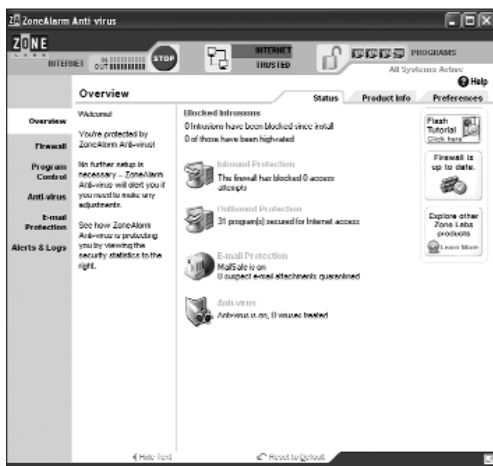 ZA ZoneAlarm Anti-virus
ZONE
LABS
INTERNET
IN
OUT
STOP
INTERNET
TRUSTED
PROGRAMS
All Systems Active
Help
Overview
Status
Product Info
Preferences
Overview
Firewall
Program
Control
Anti-virus
E-mail
Protection
Alerts & Logs
Welcome!
You're protected by
ZoneAlarm Anti-virus!
No further setup is
necessary – ZoneAlarm
Anti-virus will alert you if
you need to make any
adjustments.
See how ZoneAlarm
Anti-virus is protecting
you by viewing the
security statistics to the
right.
Blocked Intrusions
0 Intrusions have been blocked since install
0 of those have been high-rated
Inbound Protection
The firewall has blocked 0 access
attempts
Outbound Protection
31 program(s) secured for Internet access
E-mail Protection
MailSafe is on
0 suspect e-mail attachments quarantined
Anti-virus
Anti-virus is on, 0 viruses treated
Flash
Tutorial
Click here
Firewall is
up to date.
Explore other
Zone Labs
products
Learn More
Hide Text
Reset to Default